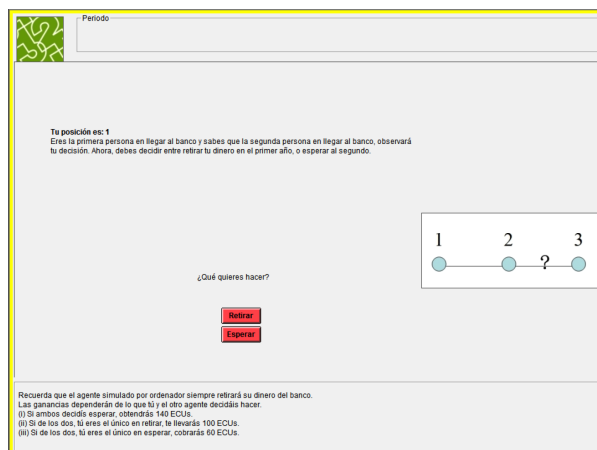 Periodo
Tu posición es: 1
Eres la primera persona en llegar al banco y sabes que la segunda persona en llegar al banco, observará
tu decisión. Ahora, debes decidir entre retirar tu dinero en el primer año, o esperar al segundo.
1 2 3
?
¿Qué quieres hacer?
Retirar
Esperar
Recuerda que el agente simulado por ordenador siempre retirará su dinero del banco.
Las ganancias dependerán de lo que tú y el otro agente decidáis hacer.
(i) Si ambos decidís esperar, obtendrás 140 ECUs.
(ii) Si de los dos, tú eres el único en retirar, te llevarás 100 ECUs.
(iii) Si de los dos, tú eres el único en esperar, cobrarás 60 ECUs.